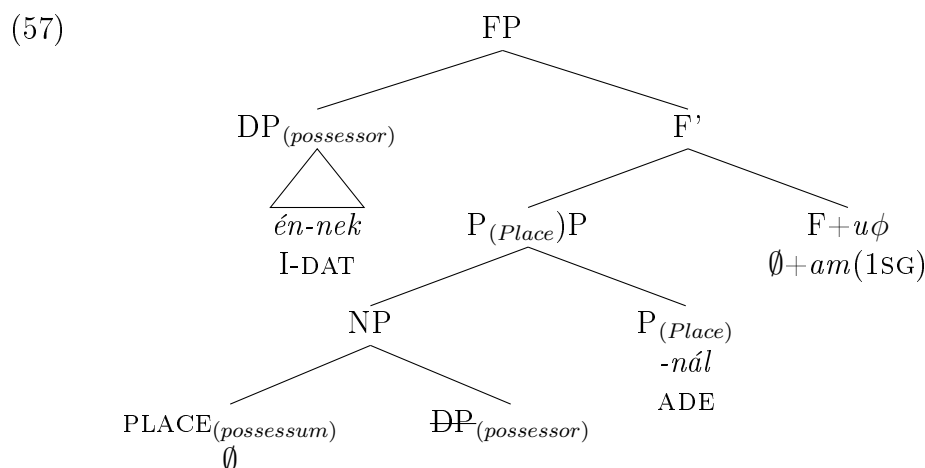 (57)
FP
DP(possessor) F’
én-nek P(Place)P F+uϕ
I-DAT ∅+am(1SG)
NP P(Place)
-nál
ADE
PLACE(possessum) DP(possessor)
∅